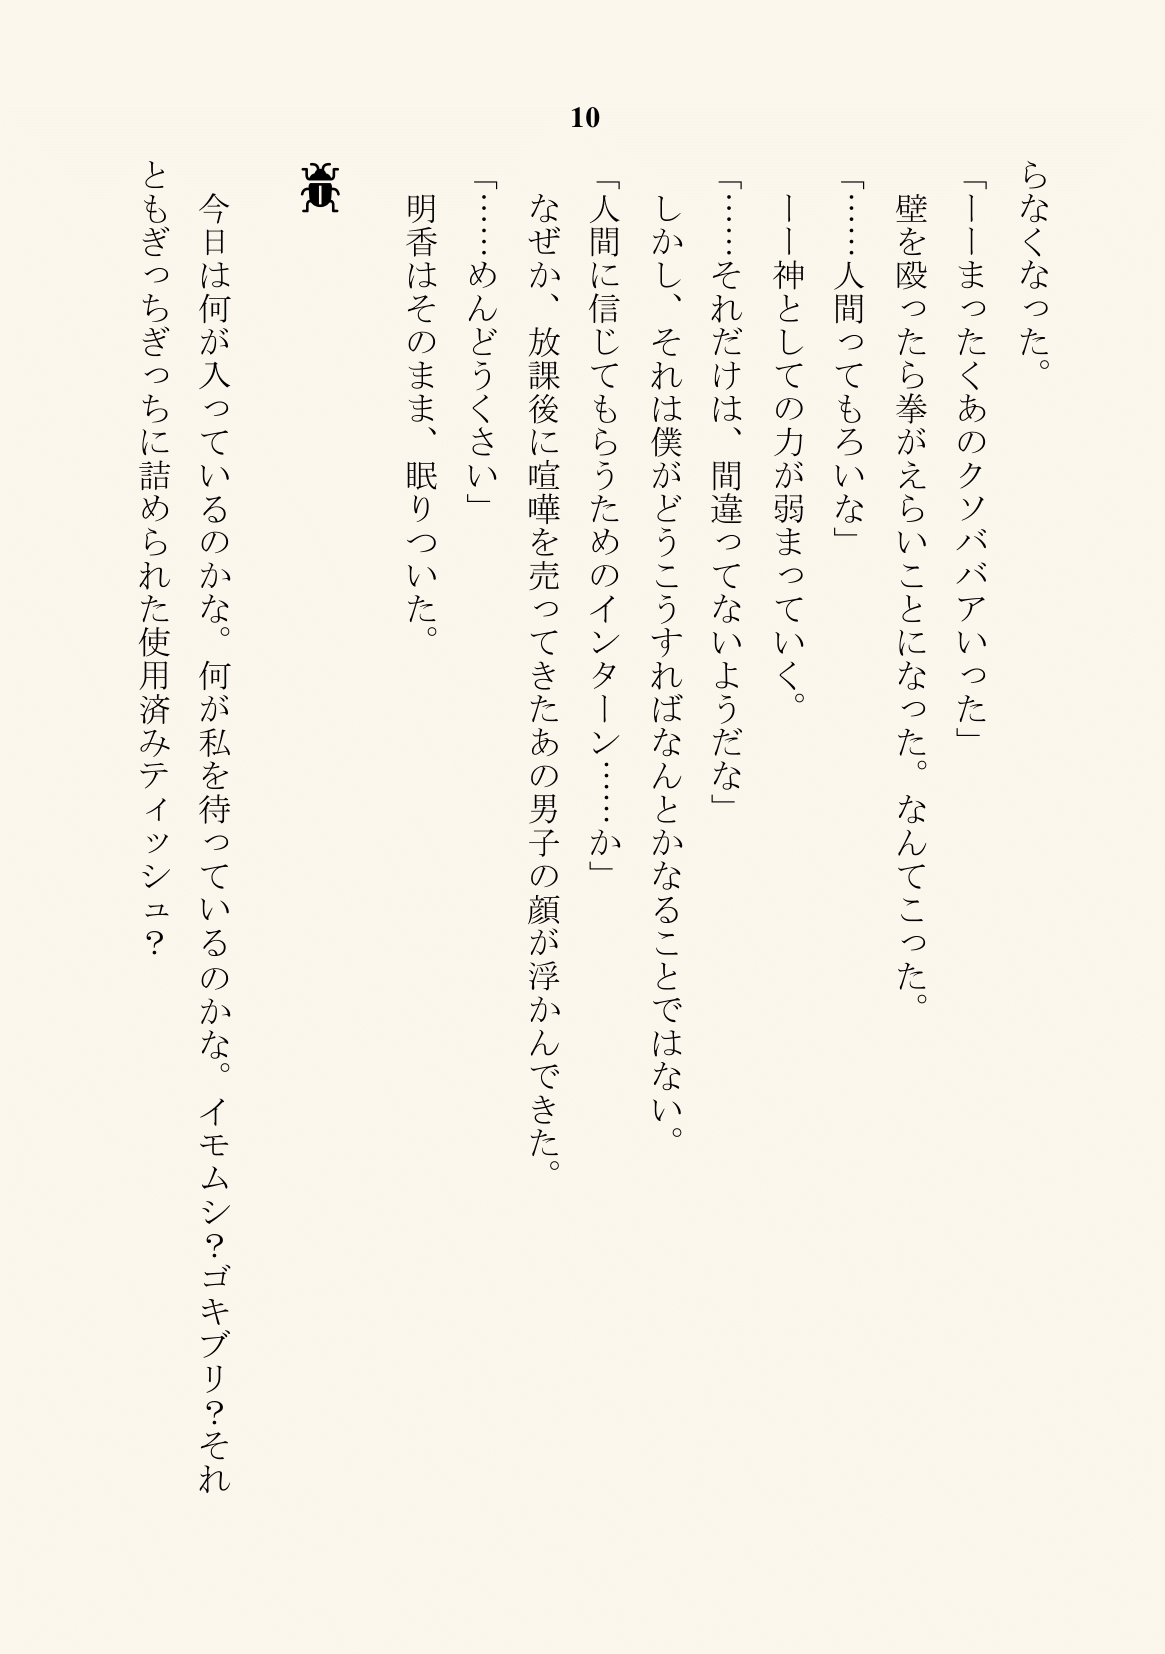 10
らなくなった。
「ーーまったくあのクソババアいった」
壁を殴ったら拳がえらいことになった。なんてこった。
「……人間ってもろいな」
ーー神としての力が弱まっていく。
「……それだけは、間違ってないようだな」
しかし、それは僕がどうこうすればなんとかなることではない。
「人間に信じてもらうためのインターン……か」
なぜか、放課後に喧嘩を売ってきたあの男子の顔が浮かんできた。
「……めんどうくさい」
明香はそのまま、眠りついた。
今日は何が入っているのかな。何が私を待っているのかな。イモムシ？ゴキブリ？それ
ともぎっちぎっちに詰められた使用済みティッシュ？